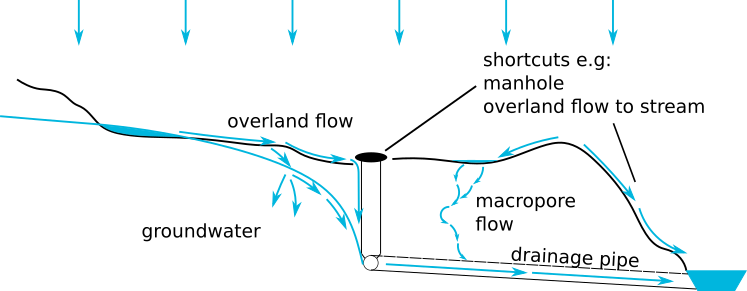 shortcuts e.g:
manhole
overland flow to stream
overland flow
macropore
flow
groundwater
drainage pipe